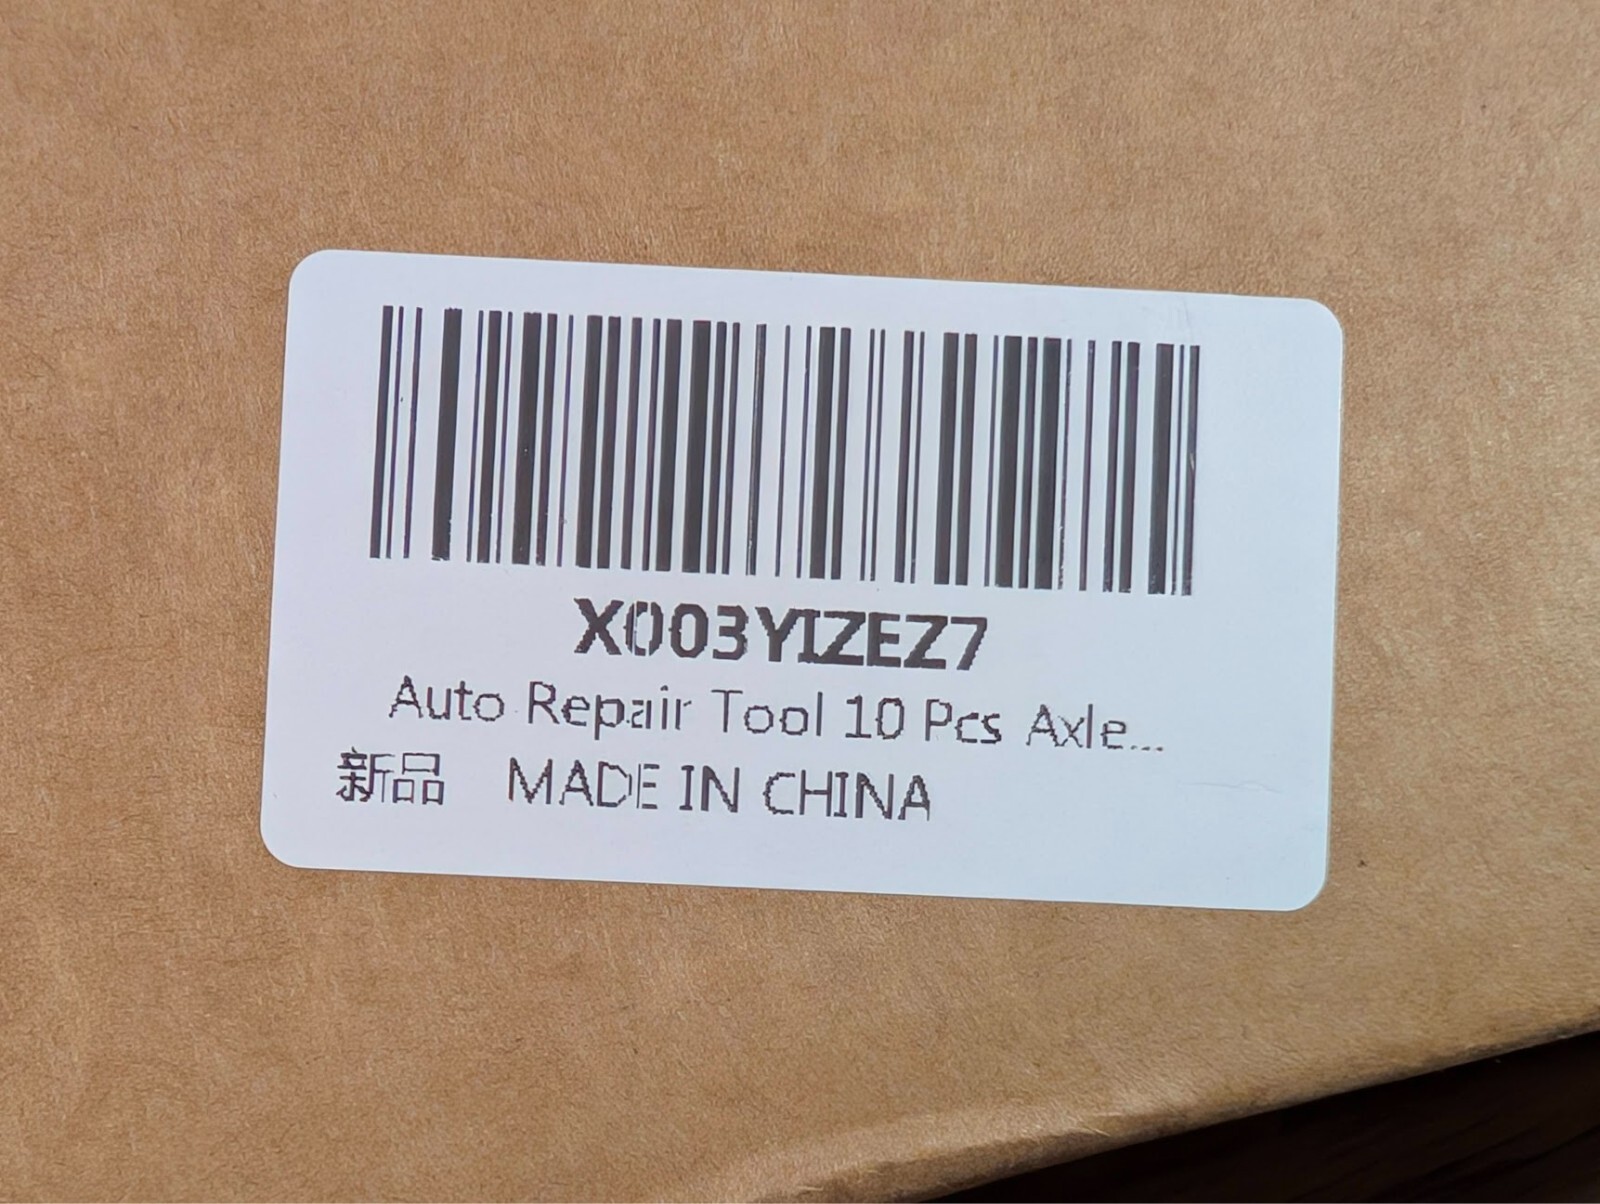 X003YIZEZ7
Auto Repair Tool 10 Pcs Axle...
新品 MADE IN CHINA